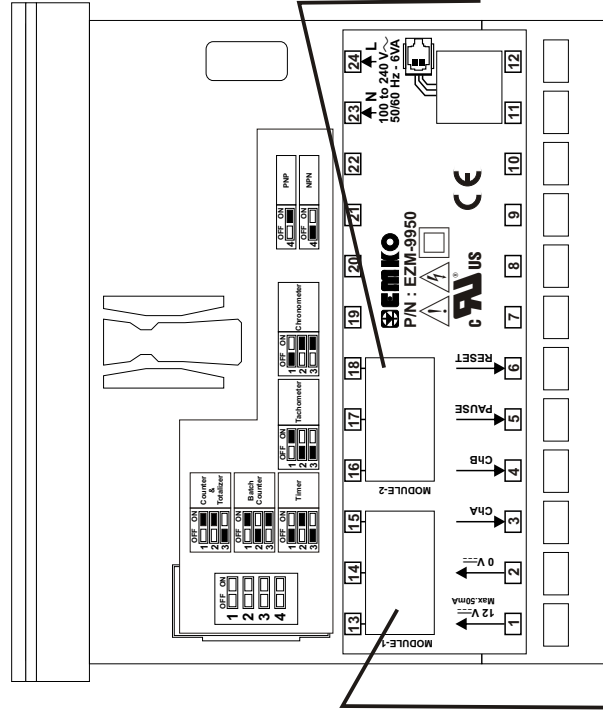 OFF ON
1
2
3
4
Counter
&
Totalizer
OFF ON
1
2
3
Batch
Counter
OFF ON
1
2
3
Timer
OFF ON
1
2
3
Tachometer
OFF ON
1
2
3
Chronometer
OFF ON
1
2
3
PNP
OFF ON
4
NPN
4
13
14
15
16
17
18
19
20
21
22
23
24
N
L
100 to 240 V
50/60 Hz - 6VA
MODULE-1
MODULE-2
EMKO
P/N : EZM-9950
C UR US
®
CE
12 V
Max.50mA
0 V
ChA
ChB
PAUSE
RESET
1
2
3
4
5
6
7
8
9
10
11
12